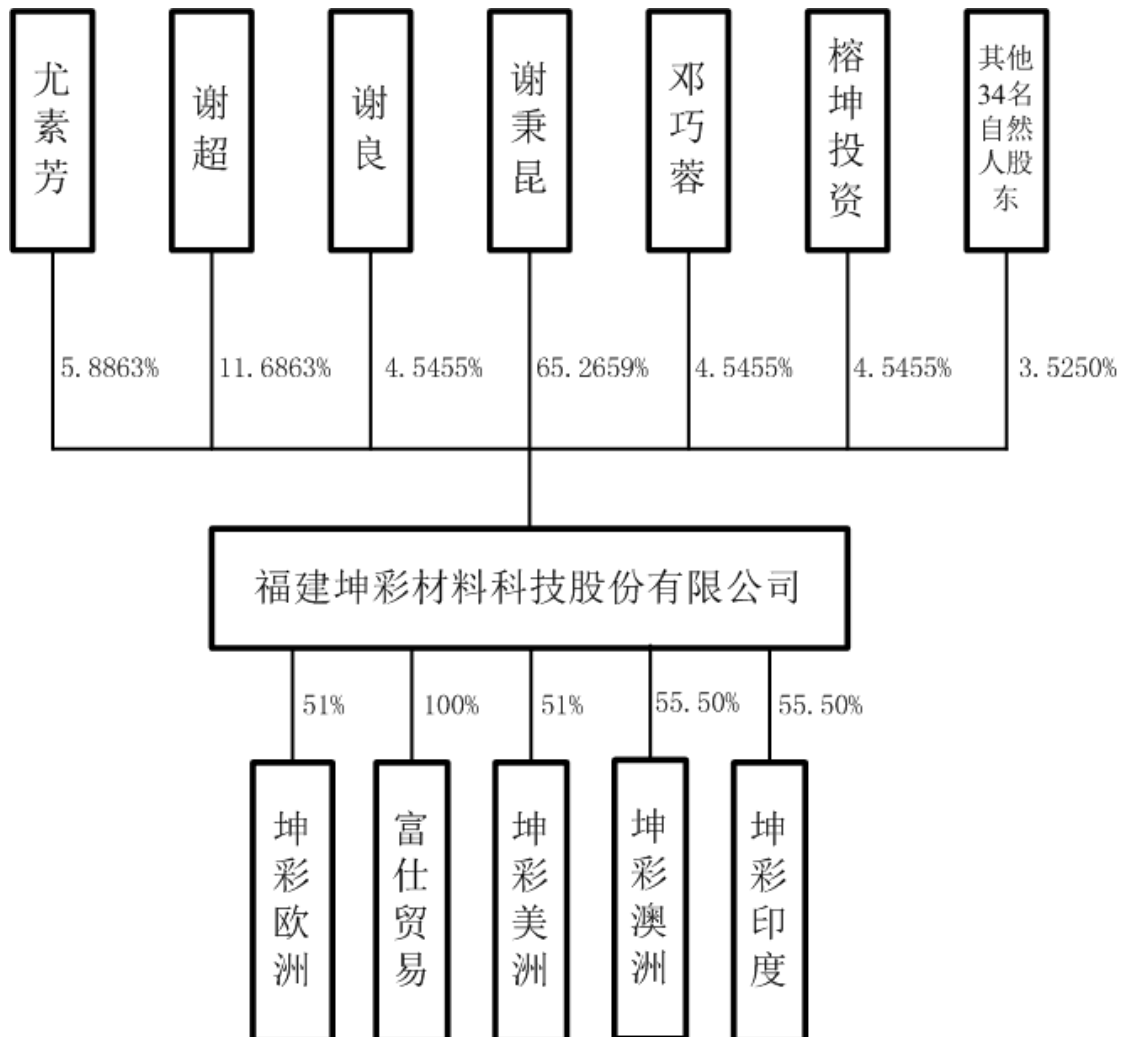 尤素芳
谢超
谢良
谢秉昆
邓巧蓉
榕坤投资
其他
34名
自然
人股
东
5.8863%
11.6863%
4.5455%
65.2659%
4.5455%
4.5455%
3.5250%
福建坤彩材料科技股份有限公司
51%
100%
51%
55.50%
55.50%
坤彩欧洲
富仕贸易
坤彩美洲
坤彩澳洲
坤彩印度